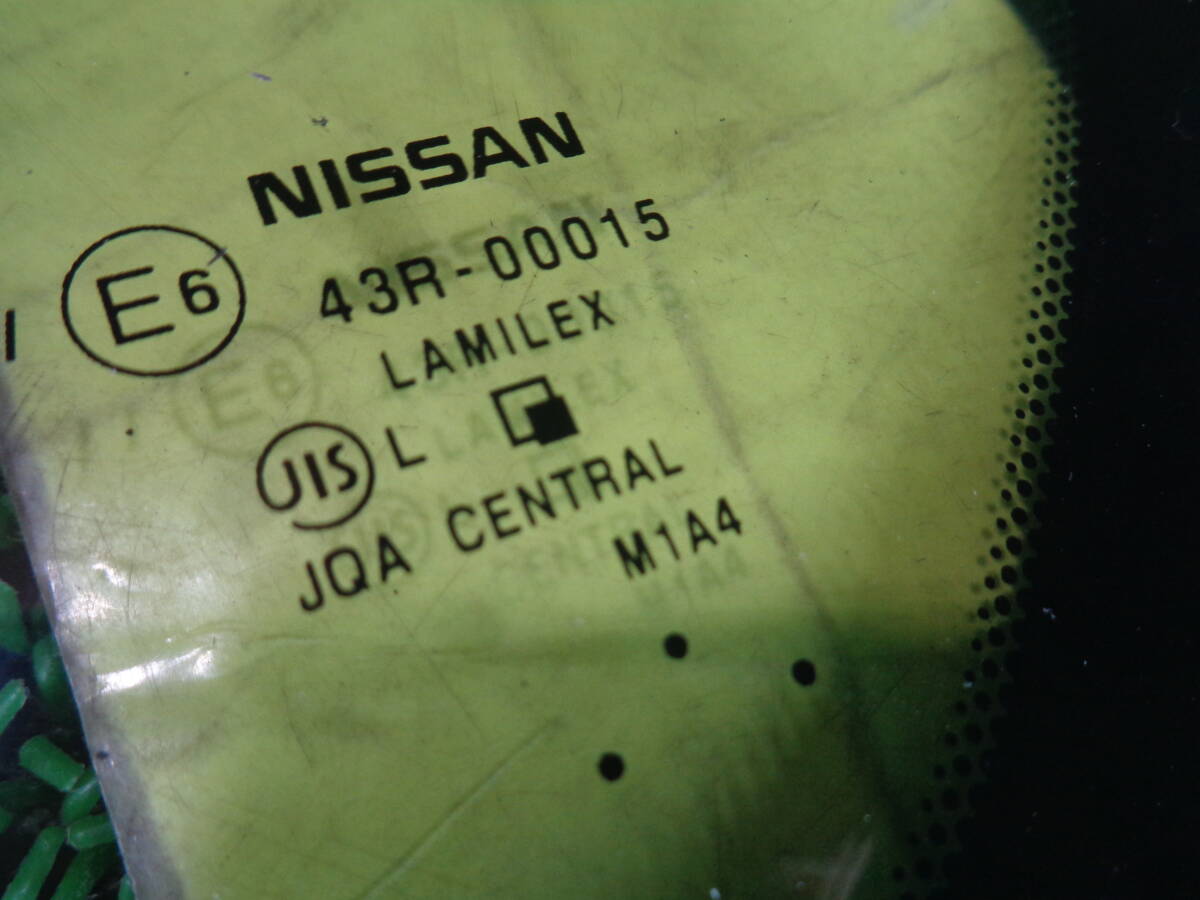 NISSAN
I E6 43R-00015
LAMILEX
JIS L
JQA CENTRAL
M1A4